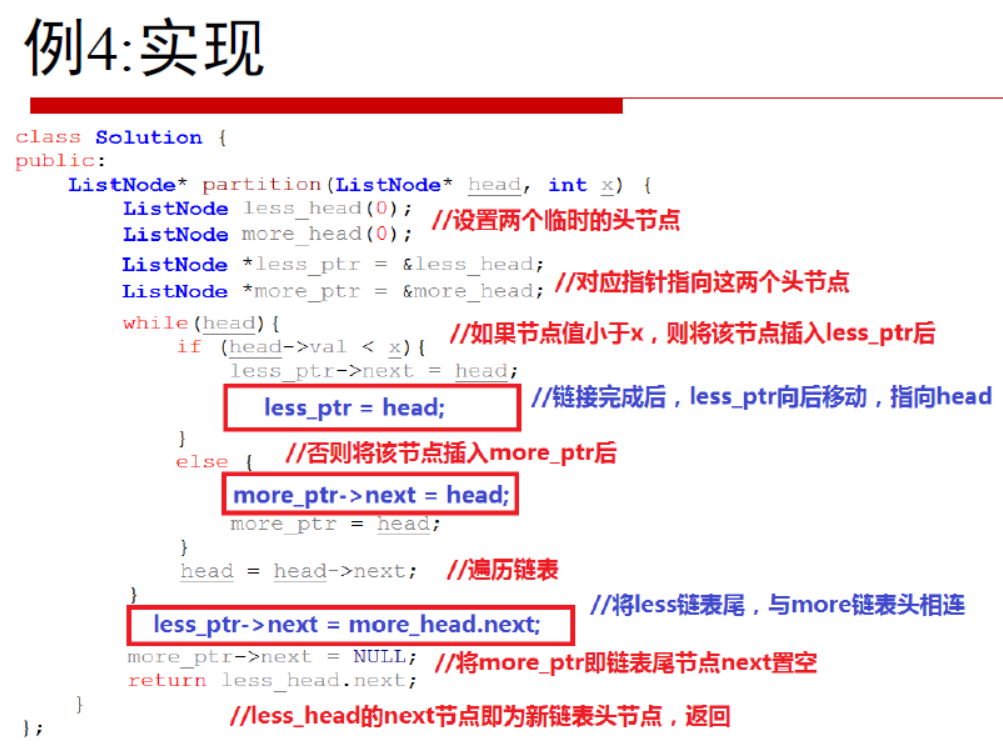 例4:实现
class Solution {
public:
ListNode* partition(ListNode* head, int x) {
ListNode less_head(0);
//设置两个临时的头节点
ListNode more_head(0);
ListNode *less_ptr = &less_head;
//对应指针指向这两个头节点
ListNode *more_ptr = &more_head;
while(head){
//如果节点值小于x，则将该节点插入less_ptr后
if (head->val < x){
less_ptr->next = head;
less_ptr = head;
//链接完成后，less_ptr向后移动，指向head
}
//否则将该节点插入more_ptr后
else {
more_ptr->next = head;
more_ptr = head;
}
head = head->next; //遍历链表
}
//将less链表尾，与more链表头相连
less_ptr->next = more_head.next;
more_ptr->next = NULL; //将more_ptr即链表尾节点next置空
return less_head.next;
}
//less_head的next节点即为新链表头节点，返回
};